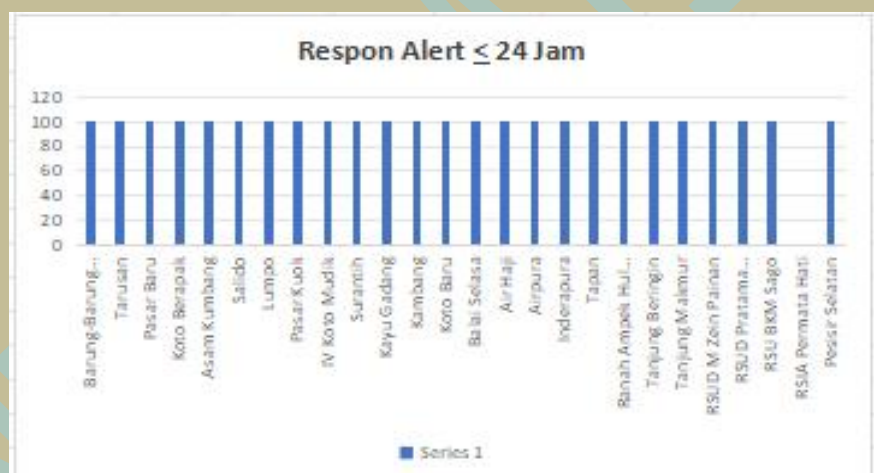 Respon Alert ≤ 24 Jam
120
100
80
60
40
20
0
Barung-Barung...
Tarusan
Pasar Baru
Koto Berapak
Asam Kumbang
Salido
Lumpo
Pasar Kuok
IV Koto Mudik
Surantih
Kayu Gadang
Kambang
Koto Baru
Balai Selasa
Air Haji
Airpura
Inderapura
Tapan
Ranah Ampek Hul...
Tanjung Beringin
Tanjung Makmur
RSUD M Zein Painan
RSUD Pratama...
RSU BKM Sago
RSIA Permata Hati
Pesisir Selatan
Series 1